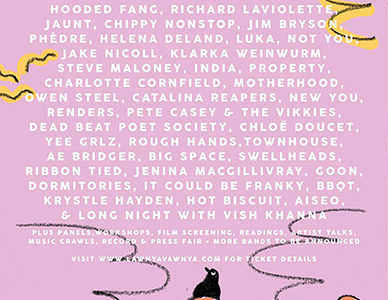 HOODED FANG, RICHARD LAVIOLETTE,
JAUNT, CHIPPY NONSTOP, JIM BRYSON,
PHÈDRE, HELENA DELAND, LUKA, NOT YOU,
JAKE NICOLL, KLARKA WEINWURM,
STEVE MALONEY, INDIA, PROPERTY,
CHARLOTTE CORNFIELD, MOTHERHOOD,
OWEN STEEL, CATALINA REAPERS, NEW YOU,
RENDERS, PETE CASEY & THE VIKKIES,
DEAD BEAT POET SOCIETY, CHLOË DOUCET,
YEE GRLZ, ROUGH HANDS,TOWNHOUSE,
AE BRIDGER, BIG SPACE, SWELLHEADS,
RIBBON TIED, JENINA MACGILLIVRAY, GOON,
DORMITORIES, IT COULD BE FRANKY, BBQT,
KRYSTLE HAYDEN, HOT BISCUIT, AISEO,
& LONG NIGHT WITH VISH KHANNA
PLUS PANELS,WORKSHOPS, FILM SCREENING, READINGS, ARTIST TALKS,
MUSIC CRAWLS, RECORD & PRESS FAIR + MORE BANDS TO BE ANNOUNCED
VISIT WWW.LAWNYAVAWNYA.COM FOR TICKET DETAILS